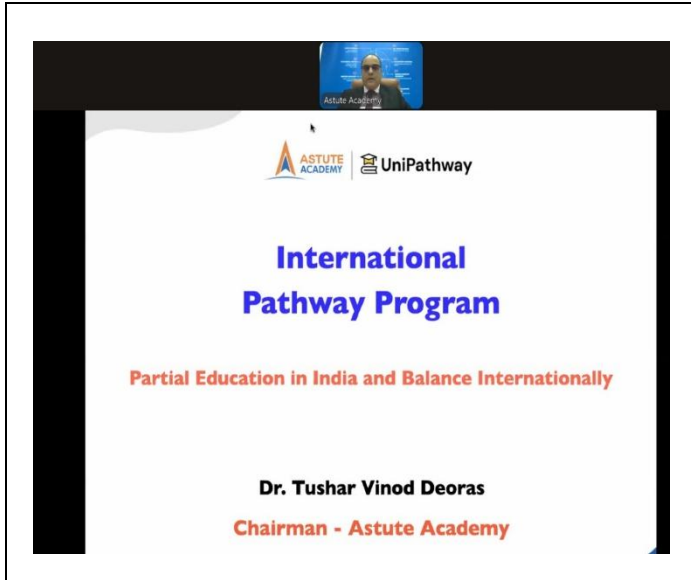 Astute Academy
ASTUTE
ACADEMY
UniPathway
International
Pathway Program
Partial Education in India and Balance Internationally
Dr. Tushar Vinod Deoras
Chairman - Astute Academy